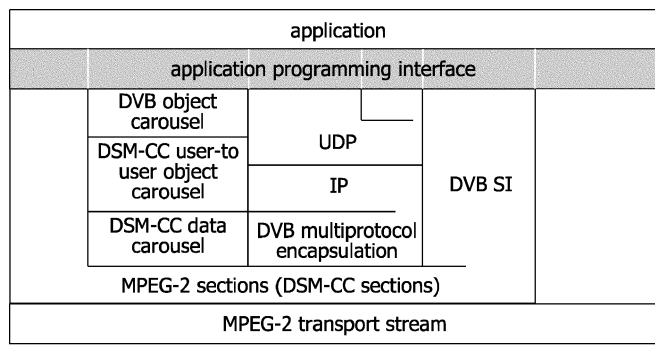 application
application programming interface
DVB object
carousel
DSM-CC user-to
user object
carousel
DSM-CC data
carousel
UDP
IP
DVB multiprotocol
encapsulation
DVB SI
MPEG-2 sections (DSM-CC sections)
MPEG-2 transport stream